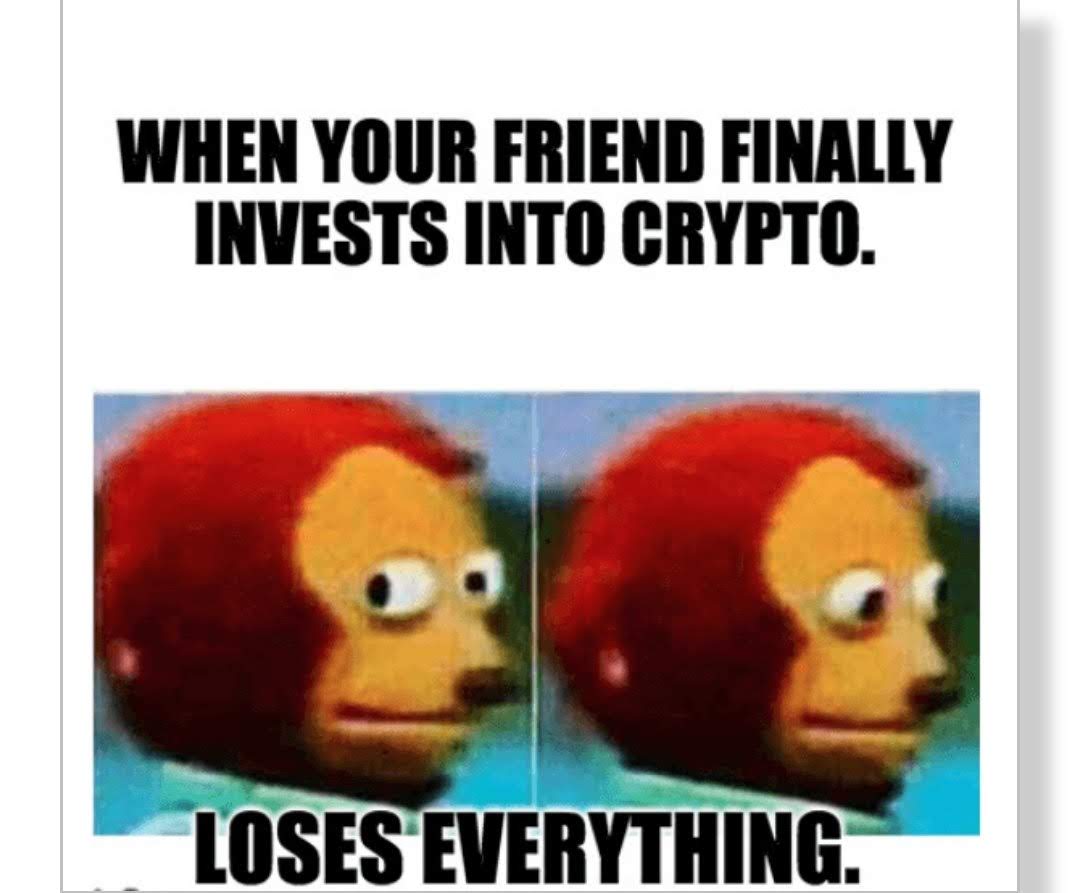 WHEN YOUR FRIEND FINALLY
INVESTS INTO CRYPTO.
LOSES EVERYTHING.